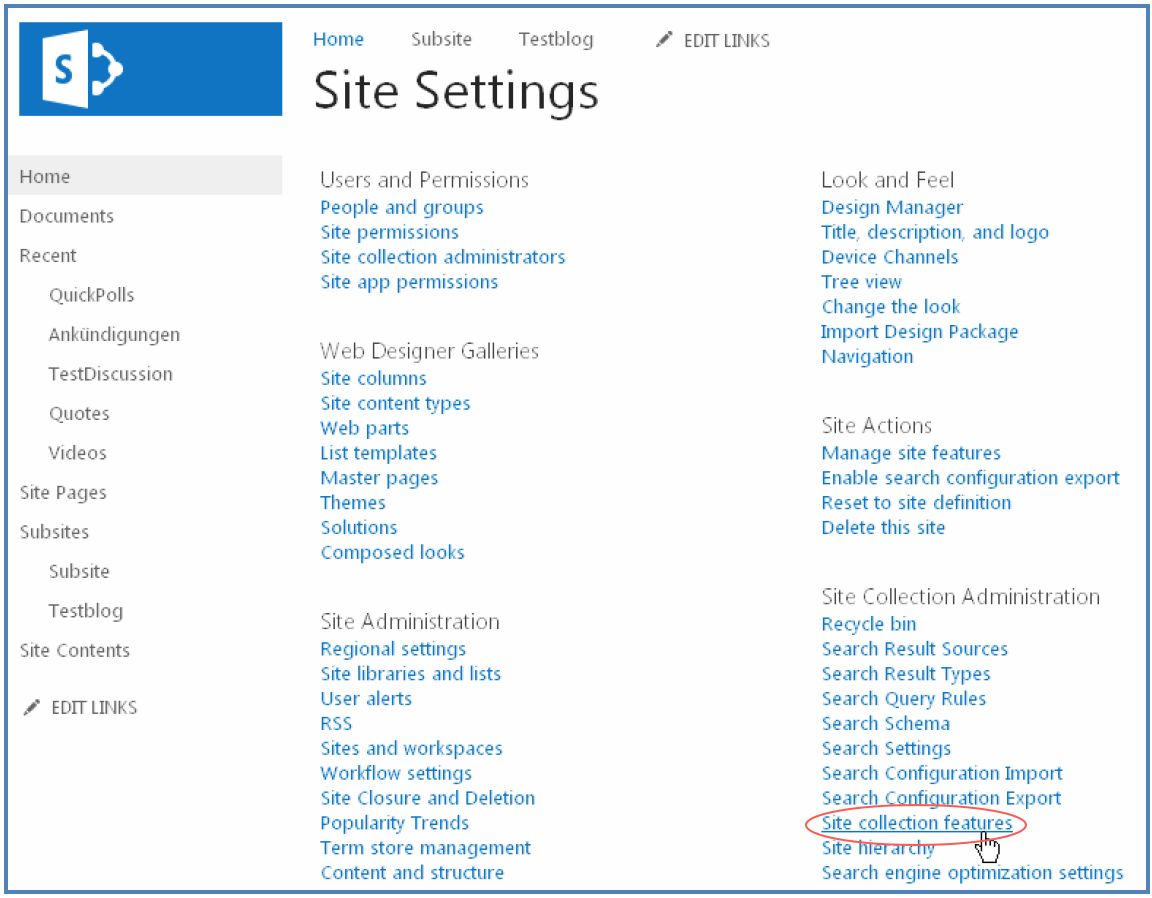 S
Home Subsite Testblog EDIT LINKS
Site Settings
Home
Documents
Recent
QuickPolls
Ankündigungen
TestDiscussion
Quotes
Videos
Site Pages
Subsites
Subsite
Testblog
Site Contents
EDIT LINKS
Users and Permissions
People and groups
Site permissions
Site collection administrators
Site app permissions
Web Designer Galleries
Site columns
Site content types
Web parts
List templates
Master pages
Themes
Solutions
Composed looks
Site Administration
Regional settings
Site libraries and lists
User alerts
RSS
Sites and workspaces
Workflow settings
Site Closure and Deletion
Popularity Trends
Term store management
Content and structure
Look and Feel
Design Manager
Title, description, and logo
Device Channels
Tree view
Change the look
Import Design Package
Navigation
Site Actions
Manage site features
Enable search configuration export
Reset to site definition
Delete this site
Site Collection Administration
Recycle bin
Search Result Sources
Search Result Types
Search Query Rules
Search Schema
Search Settings
Search Configuration Import
Search Configuration Export
Site collection features
Site hierarchy
Search engine optimization settings